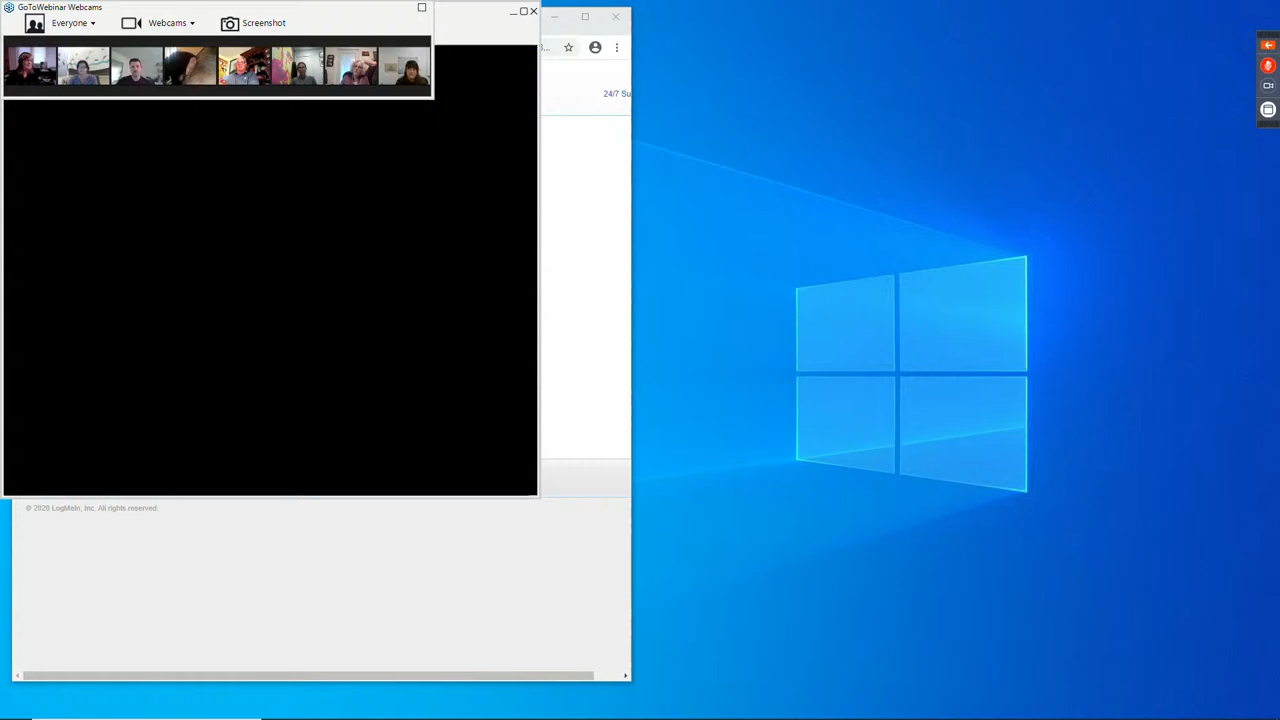 GoToWebinar Webcams
Everyone Webcams Screenshot
24/7 Su
© 2020 LogMeIn, Inc. All rights reserved.